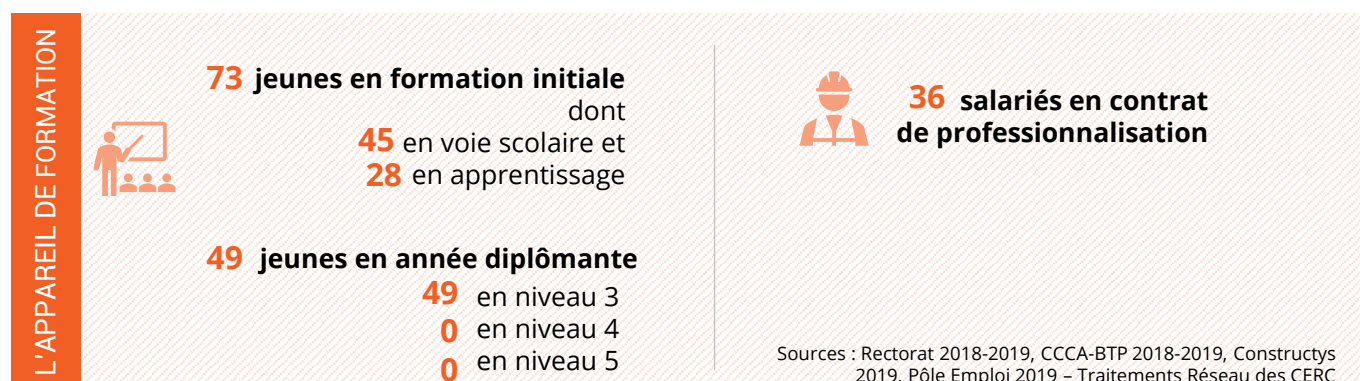 L'APPAREIL DE FORMATION
73 jeunes en formation initiale
dont
45 en voie scolaire et
28 en apprentissage
49 jeunes en année diplômante
49 en niveau 3
0 en niveau 4
0 en niveau 5
36 salariés en contrat
de professionnalisation
Sources : Rectorat 2018-2019, CCCA-BTP 2018-2019, Constructys
2019, Pôle Emploi 2019 – Traitements Réseau des CERC